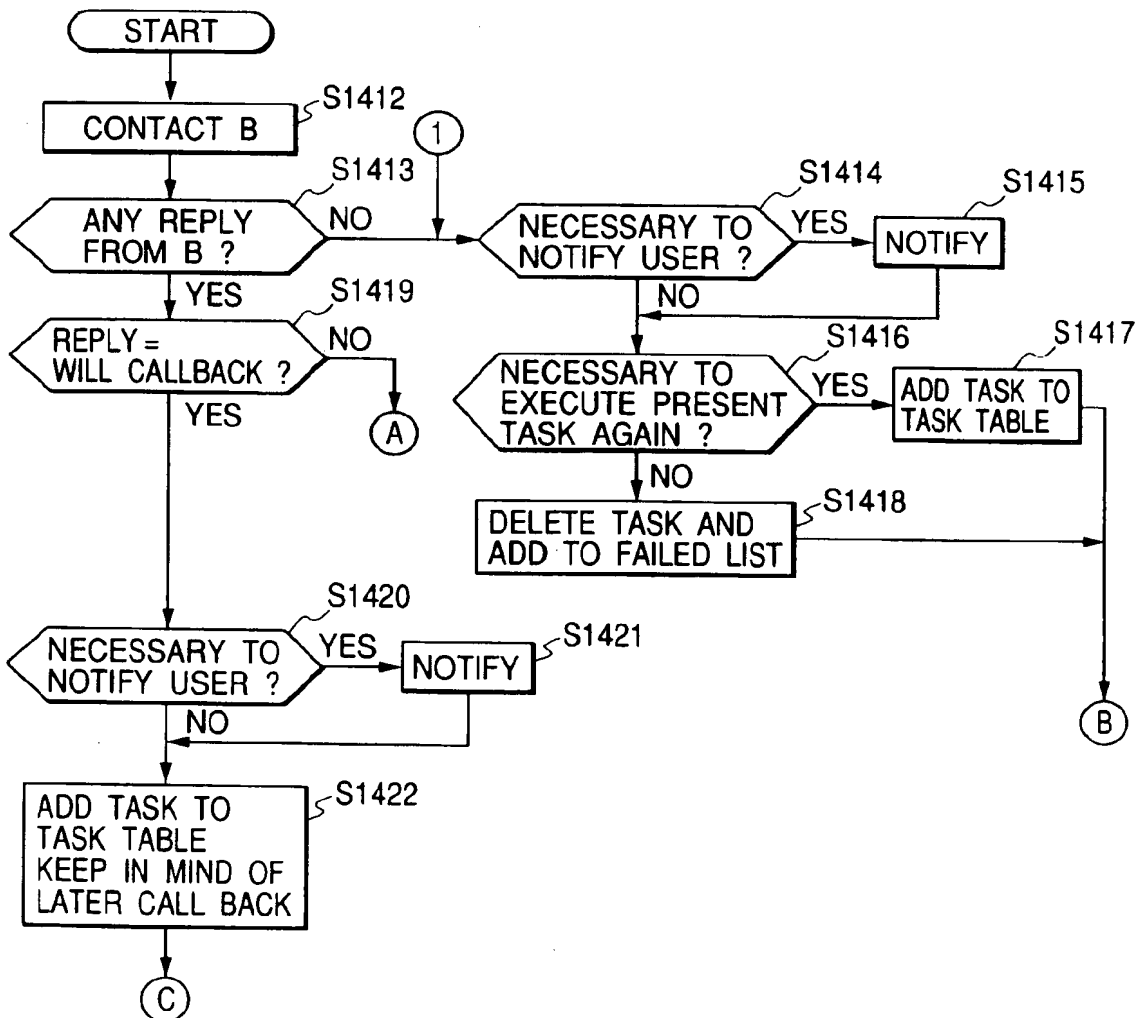 START
S1412
CONTACT B
1
S1413
ANY REPLY
FROM B ?
NO
YES
S1414
NECESSARY TO
NOTIFY USER ?
YES
NO
S1415
NOTIFY
S1419
REPLY =
WILL CALLBACK ?
NO
YES
A
S1416
NECESSARY TO
EXECUTE PRESENT
TASK AGAIN ?
YES
NO
S1417
ADD TASK TO
TASK TABLE
S1418
DELETE TASK AND
ADD TO FAILED LIST
B
S1420
NECESSARY TO
NOTIFY USER ?
YES
NO
S1421
NOTIFY
S1422
ADD TASK TO
TASK TABLE
KEEP IN MIND OF
LATER CALL BACK
C